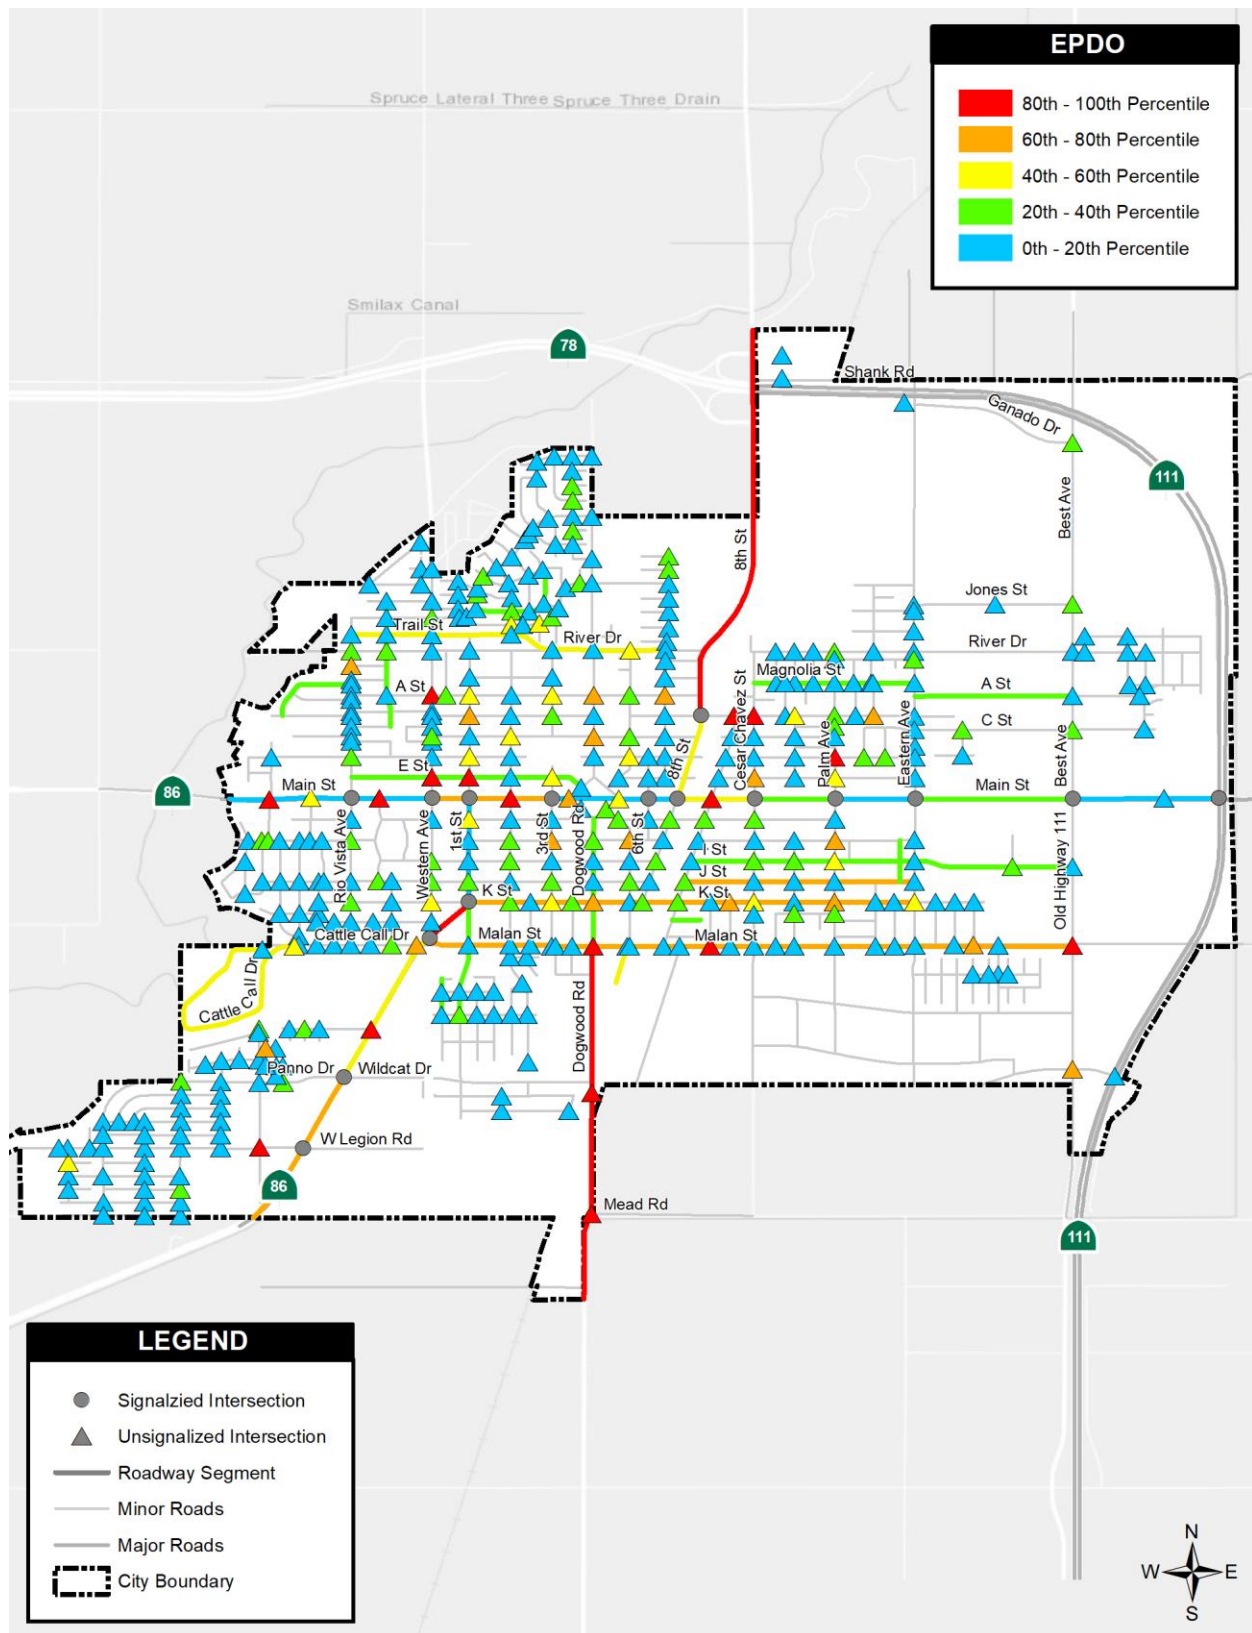 EPDO
80th - 100th Percentile
60th - 80th Percentile
40th - 60th Percentile
20th - 40th Percentile
0th - 20th Percentile
Spruce Lateral Three Spruce Three Drain
Smilax Canal
78
Shank Rd
Ganado Dr
111
Best Ave
8th St
Jones St
Trail St
River Dr
River Dr
Magnolia St
A St
A St
C St
Cesar Chavez St
Palm Ave
Eastern Ave
Best Ave
8th St
E St
86
Main St
Main St
Rio Vista Ave
Western Ave
1st St
3rd St
Dogwood Rd
6th St
I St
J St
K St
K St
Old Highway 111
Cattle Call Dr
Malan St
Malan St
Cattle Call Dr
Dogwood Rd
Panno Dr
Wildcat Dr
W Legion Rd
86
Mead Rd
111
LEGEND
Signalzied Intersection
Unsignalized Intersection
Roadway Segment
Minor Roads
Major Roads
City Boundary
N
W
E
S